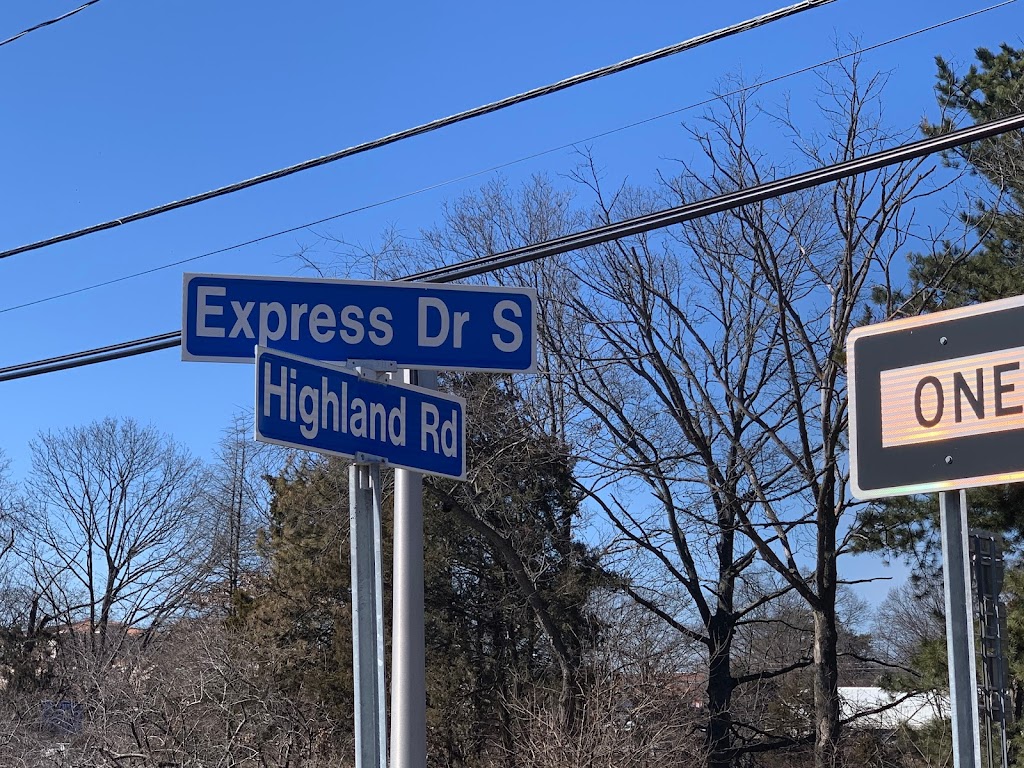 Express Dr S
Highland Rd
ONE